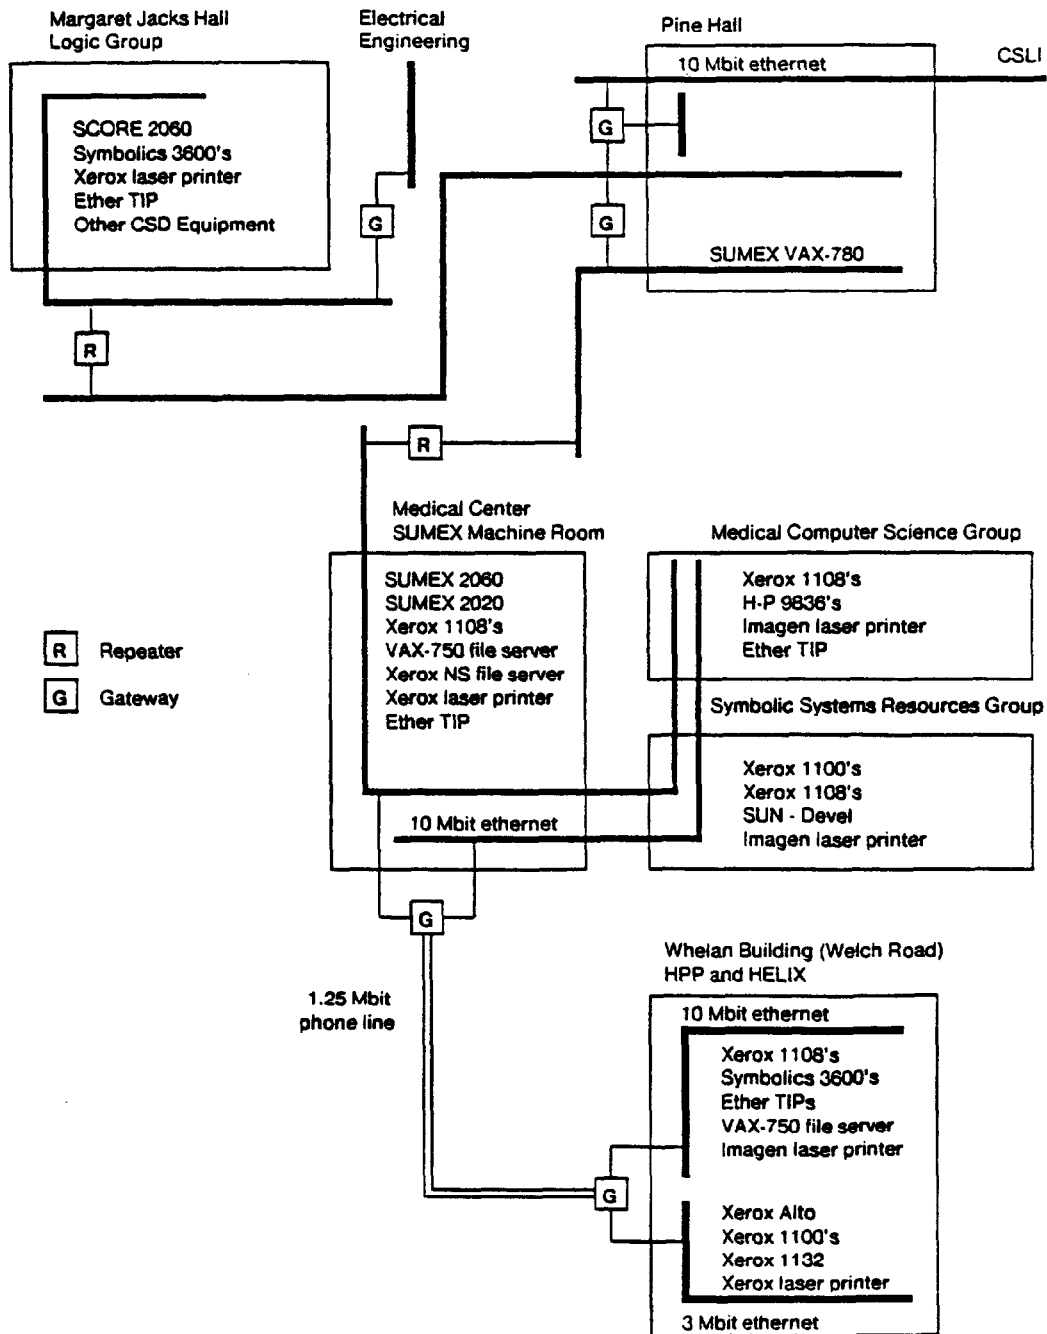 Margaret Jacks Hall
Logic Group
Electrical
Engineering
Pine Hall
10 Mbit ethernet
CSLI
SCORE 2060
Symbolics 3600's
Xerox laser printer
Ether TIP
Other CSD Equipment
G
G
G
SUMEX VAX-780
R
R
Medical Center
SUMEX Machine Room
SUMEX 2060
SUMEX 2020
Xerox 1108's
VAX-750 file server
Xerox NS file server
Xerox laser printer
Ether TIP
10 Mbit ethernet
Medical Computer Science Group
Xerox 1108's
H-P 9836's
Imagen laser printer
Ether TIP
R Repeater
G Gateway
Symbolic Systems Resources Group
Xerox 1100's
Xerox 1108's
SUN - Devel
Imagen laser printer
G
1.25 Mbit
phone line
Whelan Building (Welch Road)
HPP and HELIX
10 Mbit ethernet
Xerox 1108's
Symbolics 3600's
Ether TIPs
VAX-750 file server
Imagen laser printer
G
Xerox Alto
Xerox 1100's
Xerox 1132
Xerox laser printer
3 Mbit ethernet